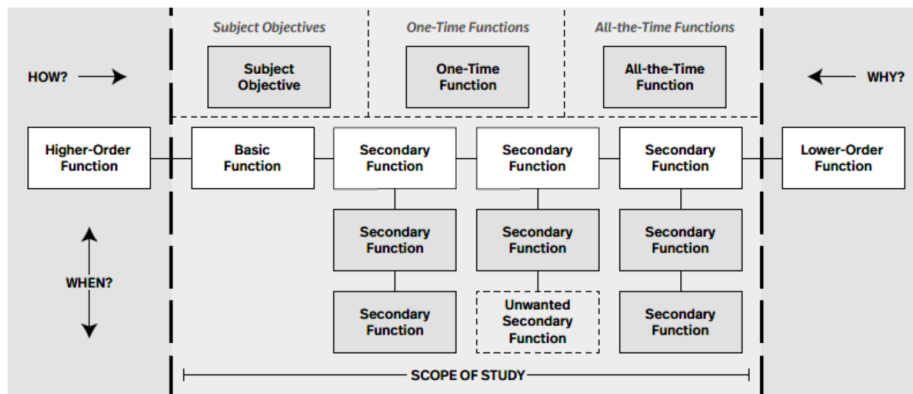 Subject Objectives
One-Time Functions
All-the-Time Functions
HOW?
Subject
Objective
One-Time
Function
All-the-Time
Function
WHY?
Higher-Order
Function
Basic
Function
Secondary
Function
Secondary
Function
Secondary
Function
Lower-Order
Function
Secondary
Function
Secondary
Function
Secondary
Function
WHEN?
Secondary
Function
Unwanted
Secondary
Function
Secondary
Function
SCOPE OF STUDY